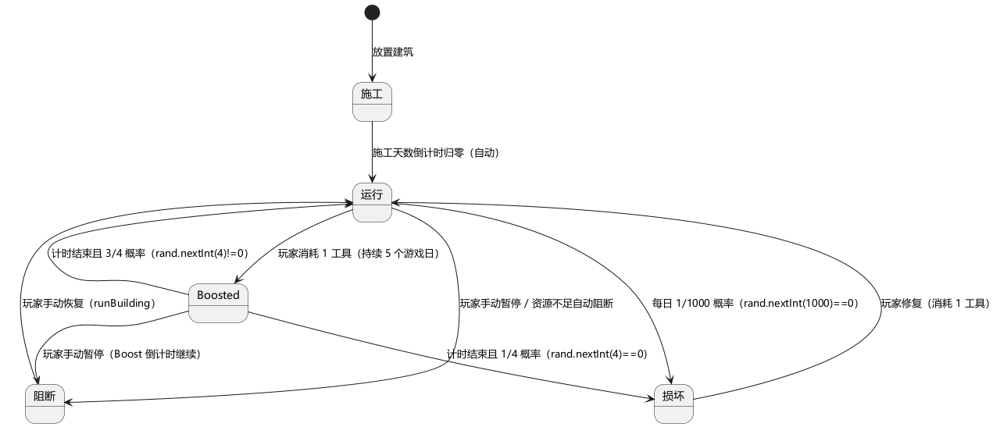 放置建筑
施工
施工天数倒计时归零（自动）
运行
计时结束且 3/4 概率（rand.nextInt(4)!=0）
玩家消耗 1 工具（持续 5 个游戏日）
Boosted
玩家手动恢复（runBuilding）
玩家手动暂停 / 资源不足自动阻断
每日 1/1000 概率（rand.nextInt(1000)==0）
玩家修复（消耗 1 工具）
玩家手动暂停（Boost 倒计时继续）
计时结束且 1/4 概率（rand.nextInt(4)==0）
阻断
损坏